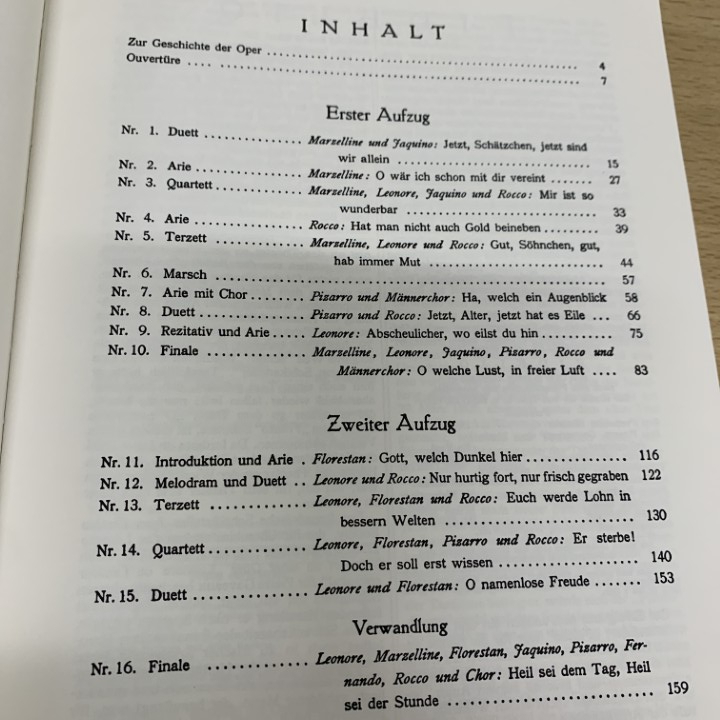 INHALT
Zur Geschichte der Oper ........................................ 4
Ouvertüre .... ........................................ 7
Erster Aufzug
Nr. 1. Duett ............... Marzelline und Jaquino: Jetzt, Schätzchen, jetzt sind
wir allein ............................ 15
Nr. 2. Arie ............... Marzelline: O wär ich schon mit dir vereint ....... 27
Nr. 3. Quartett ............ Marzelline, Leonore, Jaquino und Rocco: Mir ist so
wunderbar ............................ 33
Nr. 4. Arie ............... Rocco: Hat man nicht auch Gold beineben ......... 39
Nr. 5. Terzett ............. Marzelline, Leonore und Rocco: Gut, Söhnchen, gut,
hab immer Mut ........................ 44
Nr. 6. Marsch ........................................ 57
Nr. 7. Arie mit Chor ........ Pizarro und Männerchor: Ha, welch ein Augenblick 58
Nr. 8. Duett ............... Pizarro und Rocco: Jetzt, Alter, jetzt hat es Eile ... 66
Nr. 9. Rezitativ und Arie ..... Leonore: Abscheulicher, wo eilst du hin ........... 75
Nr. 10. Finale .............. Marzelline, Leonore, Jaquino, Pizarro, Rocco und
Männerchor: O welche Lust, in freier Luft .... 83
Zweiter Aufzug
Nr. 11. Introduktion und Arie . Florestan: Gott, welch Dunkel hier ............... 116
Nr. 12. Melodram und Duett .. Leonore und Rocco: Nur hurtig fort, nur frisch gegraben 122
Nr. 13. Terzett ............. Leonore, Florestan und Rocco: Euch werde Lohn in
bessern Welten ........................... 130
Nr. 14. Quartett ............. Leonore, Florestan, Pizarro und Rocco: Er sterbe!
Doch er soll erst wissen .................... 140
Nr. 15. Duett ............... Leonore und Florestan: O namenlose Freude ....... 153
Verwandlung
Nr. 16. Finale ............. Leonore, Marzelline, Florestan, Jaquino, Pizarro, Fer-
nando, Rocco und Chor: Heil sei dem Tag, Heil
sei der Stunde ........................... 159